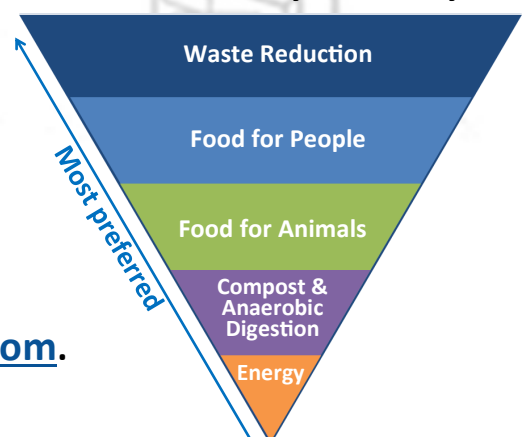 Waste Reduction
Food for People
Most preferred
Food for Animals
Compost &
Anaerobic
Digestion
om.
Energy